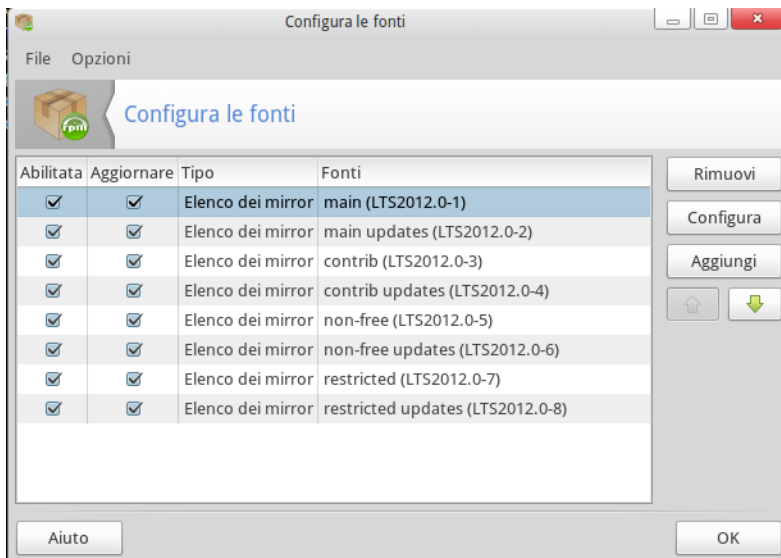 Configura le fonti
File Opzioni
rpm
Configura le fonti
Abilitata Aggiornare Tipo Fonti
Elenco dei mirror main (LTS2012.0-1)
Elenco dei mirror main updates (LTS2012.0-2)
Elenco dei mirror contrib (LTS2012.0-3)
Elenco dei mirror contrib updates (LTS2012.0-4)
Elenco dei mirror non-free (LTS2012.0-5)
Elenco dei mirror non-free updates (LTS2012.0-6)
Elenco dei mirror restricted (LTS2012.0-7)
Elenco dei mirror restricted updates (LTS2012.0-8)
Rimuovi
Configura
Aggiungi
Aiuto
OK